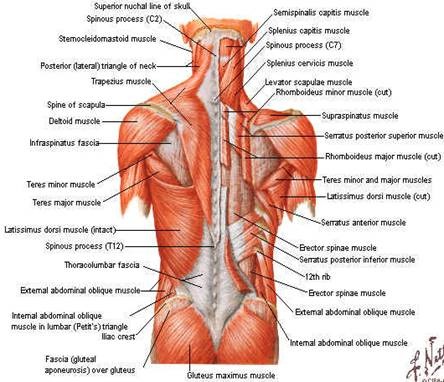 Superior nuchal line of skull
Spinous process (C2)
Sternocleidomastoid muscle
Posterior (lateral) triangle of neck
Trapezius muscle
Spine of scapula
Deltoid muscle
Infraspinatus fascia
Teres minor muscle
Teres major muscle
Latissimus dorsi muscle (intact)
Spinous process (T12)
Thoracolumbar fascia
External abdominal oblique muscle
Internal abdominal oblique
muscle in lumbar (Petit's) triangle
Iliac crest
Fascia (gluteal
aponeurosis) over gluteus
Gluteus maximus muscle
Semispinalis capitis muscle
Splenius capitis muscle
Spinous process (C7)
Splenius cervicis muscle
Levator scapulae muscle
Rhomboideus minor muscle (cut)
Supraspinatus muscle
Serratus posterior superior muscle
Rhomboideus major muscle (cut)
Teres minor and major muscles
Latissimus dorsi muscle (cut)
Serratus anterior muscle
Erector spinae muscle
Serratus posterior inferior muscle
12th rib
Erector spinae muscle
External abdominal oblique muscle
Internal abdominal oblique muscle